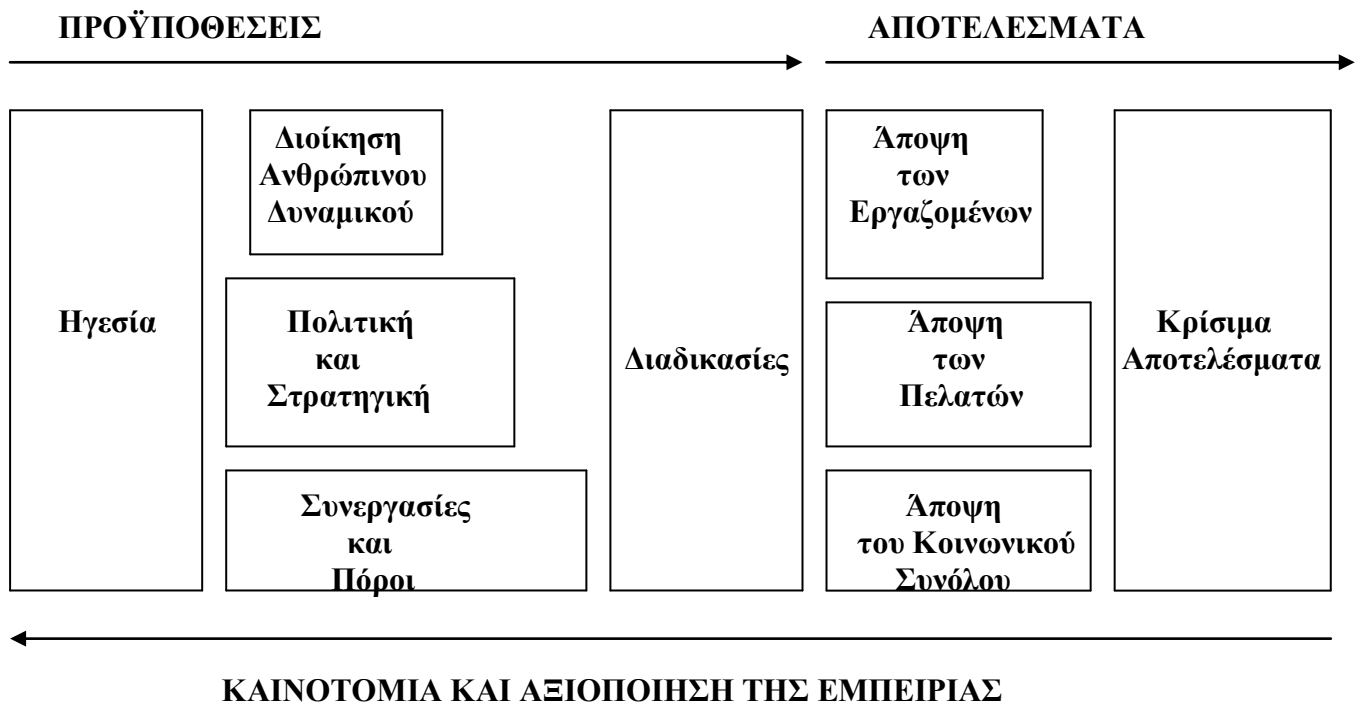 ΠΡΟΫΠΟΘΕΣΕΙΣ
ΑΠΟΤΕΛΕΣΜΑΤΑ
Ηγεσία
Διοίκηση
Ανθρώπινου
Δυναμικού
Πολιτική
και
Στρατηγική
Συνεργασίες
και
Πόροι
Διαδικασίες
Άποψη
των
Εργαζομένων
Άποψη
των
Πελατών
Άποψη
του Κοινωνικού
Συνόλου
Κρίσιμα
Αποτελέσματα
ΚΑΙΝΟΤΟΜΙΑ ΚΑΙ ΑΞΙΟΠΟΙΗΣΗ ΤΗΣ ΕΜΠΕΙΡΙΑΣ